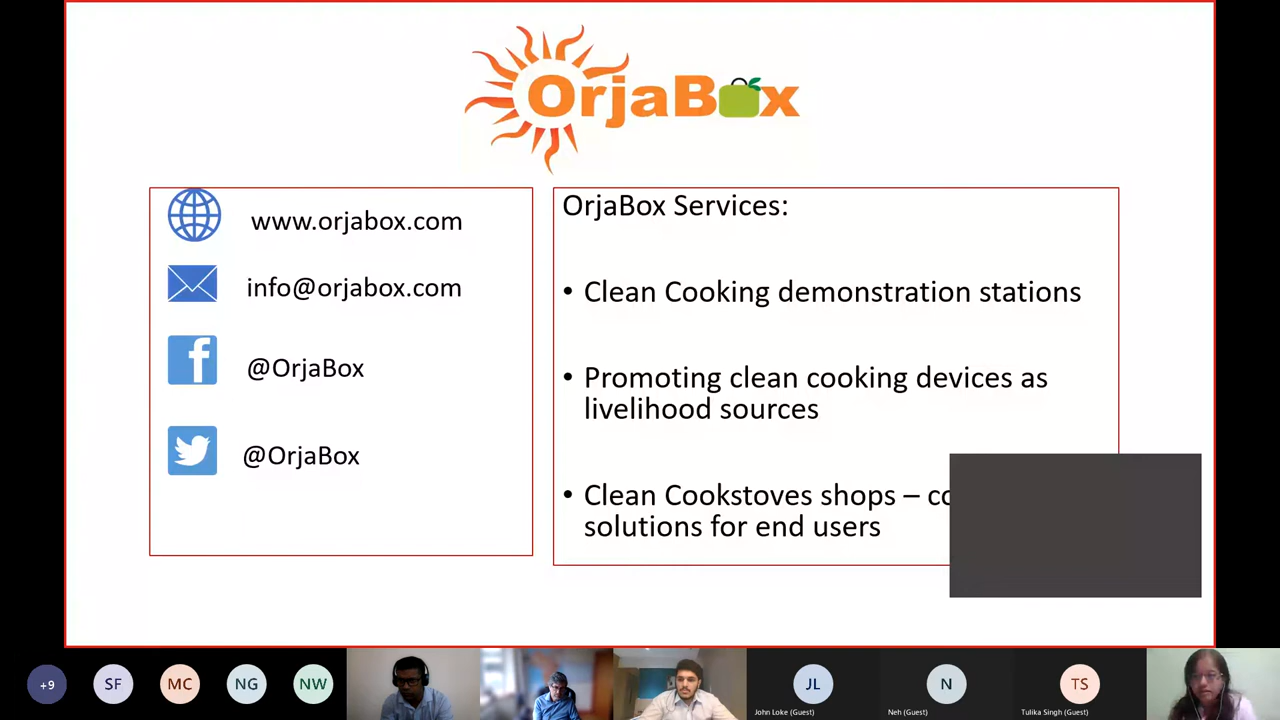 OrjaBox
www.orjabox.com
info@orjabox.com
@OrjaBox
@OrjaBox
OrjaBox Services:
• Clean Cooking demonstration stations
• Promoting clean cooking devices as
livelihood sources
• Clean Cookstoves shops –
solutions for end users
+9
SF
MC
NG
NW
JL
John Loke (Guest)
N
Neh (Guest)
TS
Tulika Singh (Guest)